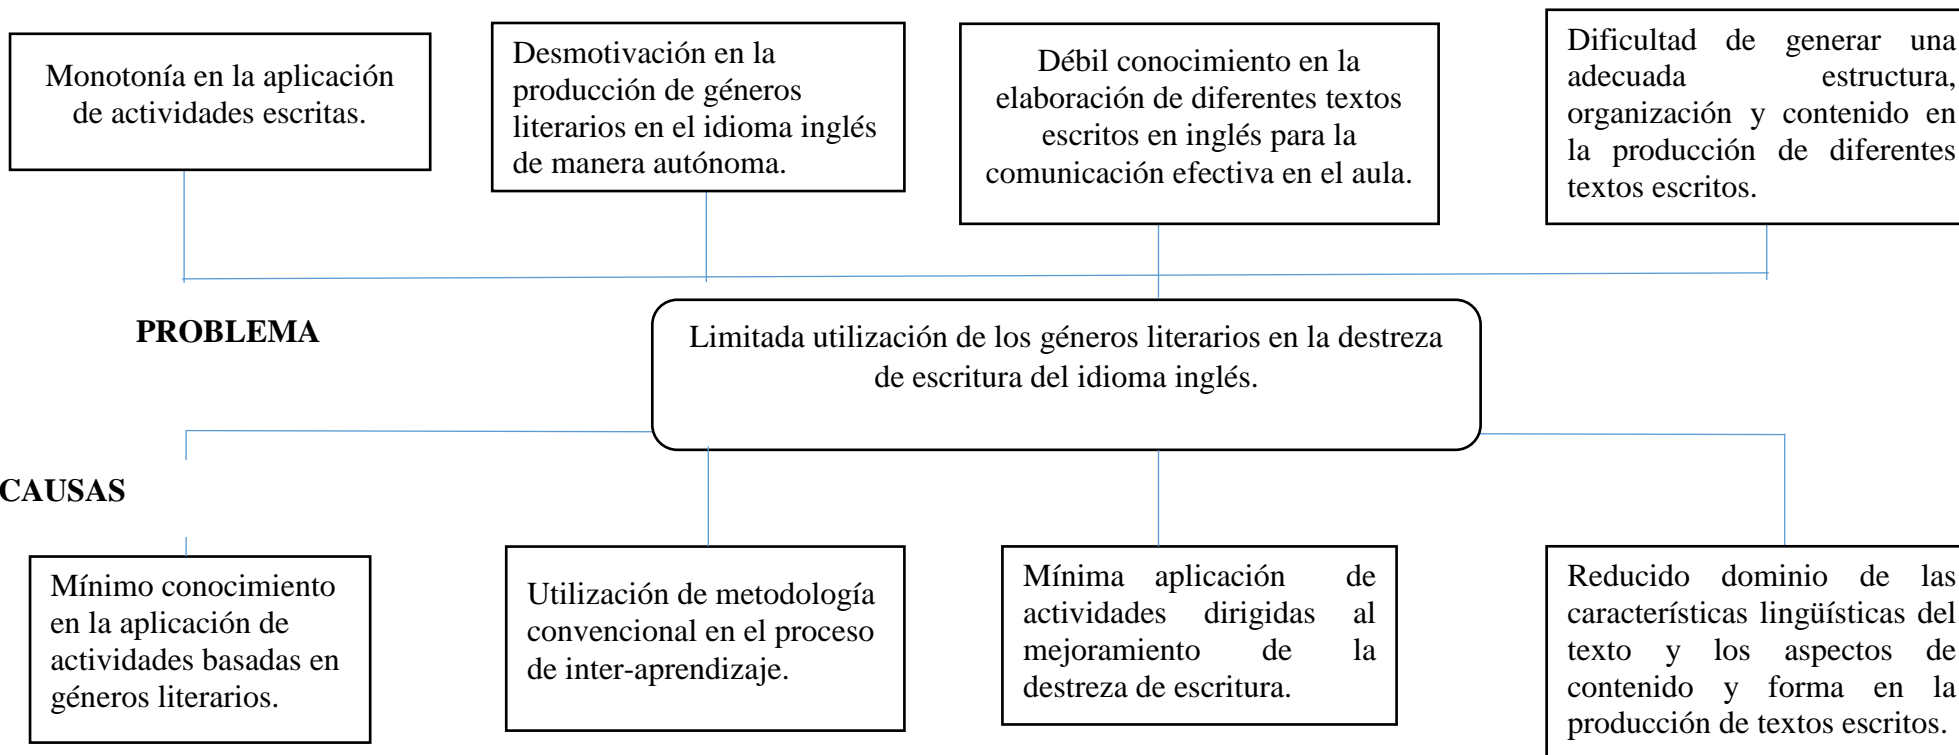 Monotonía en la aplicación
de actividades escritas.
Desmotivación en la
producción de géneros
literarios en el idioma inglés
de manera autónoma.
Débil conocimiento en la
elaboración de diferentes textos
escritos en inglés para la
comunicación efectiva en el aula.
Dificultad de generar una
adecuada estructura,
organización y contenido en
la producción de diferentes
textos escritos.
PROBLEMA
Limitada utilización de los géneros literarios en la destreza
de escritura del idioma inglés.
CAUSAS
Mínimo conocimiento
en la aplicación de
actividades basadas en
géneros literarios.
Utilización de metodología
convencional en el proceso
de inter-aprendizaje.
Mínima aplicación de
actividades dirigidas al
mejoramiento de la
destreza de escritura.
Reducido dominio de las
características lingüísticas del
texto y los aspectos de
contenido y forma en la
producción de textos escritos.